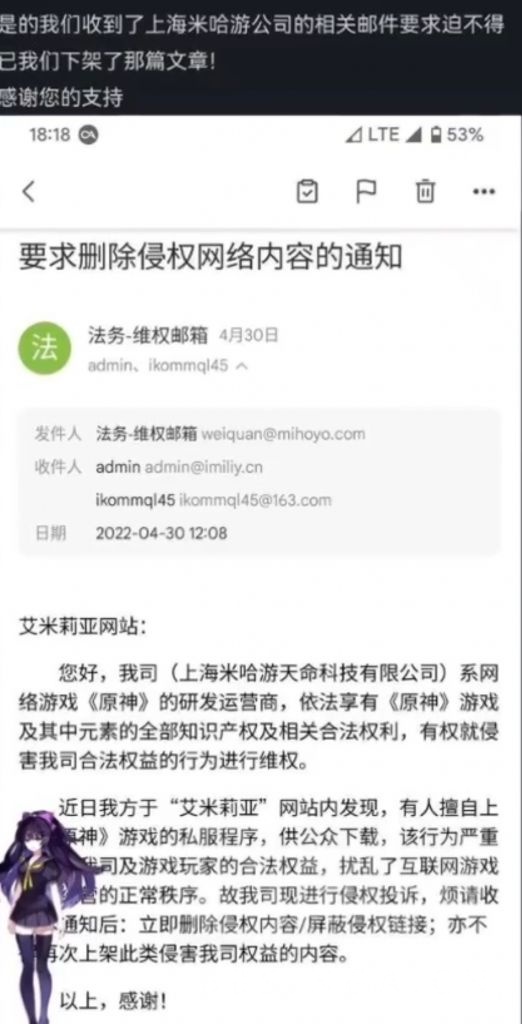 是的我们收到了上海米哈游公司的相关邮件要求迫不得
已我们下架了那篇文章！
感谢您的支持
18:18 LTE 53%
要求删除侵权网络内容的通知
法 法务-维权邮箱 4月30日
admin、ikommql45
发件人 法务-维权邮箱 weiquan@mihoyo.com
收件人 admin admin@imiliy.cn
ikommql45 ikommql45@163.com
日期 2022-04-30 12:08
艾米莉亚网站：
您好，我司（上海米哈游天命科技有限公司）系网
络游戏《原神》的研发运营商，依法享有《原神》游戏
及其中元素的全部知识产权及相关合法权利，有权就侵
害我司合法权益的行为进行维权。
近日我方于“艾米莉亚”网站内发现，有人擅自上
原神》游戏的私服程序，供公众下载，该行为严重
我司及游戏玩家的合法权益，扰乱了互联网游戏
营的正常秩序。故我司现进行侵权投诉，烦请收
通知后：立即删除侵权内容/屏蔽侵权链接；亦不
再次上架此类侵害我司权益的内容。
以上，感谢！